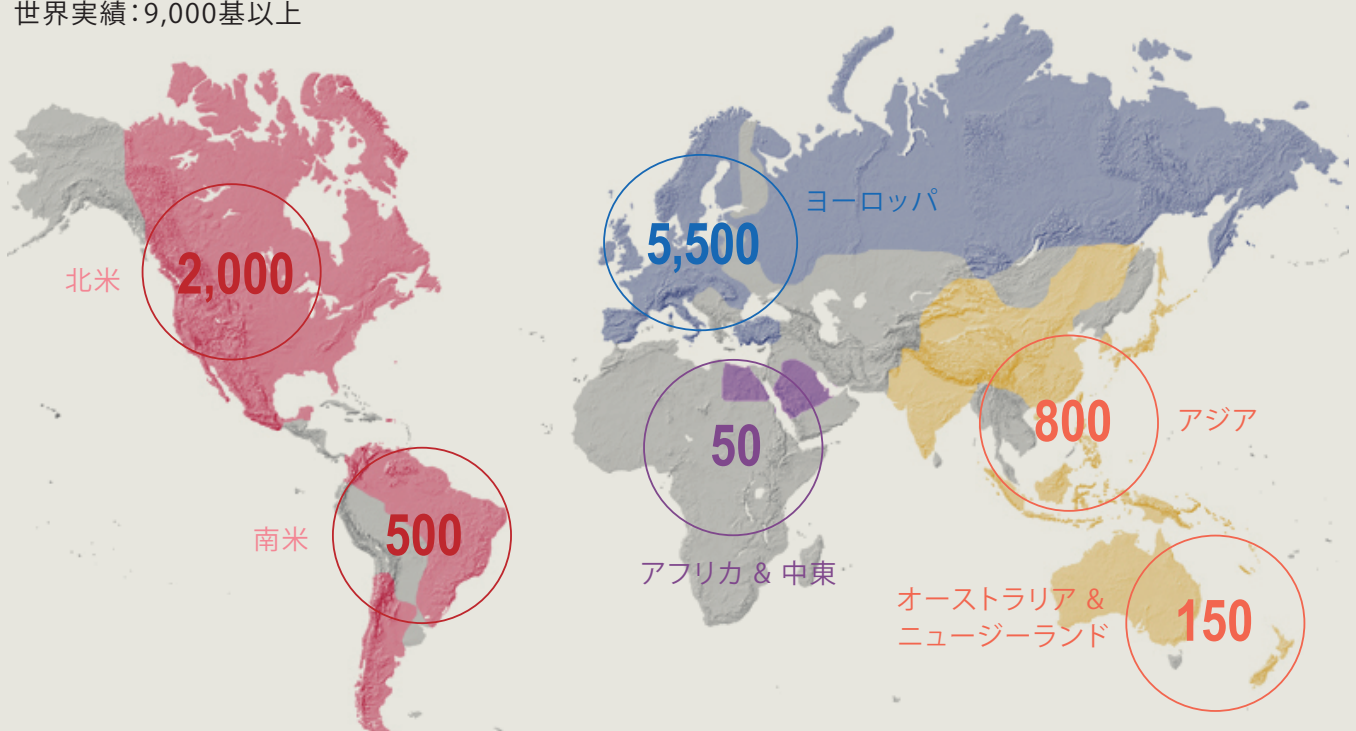 世界実績：9,000基以上
ヨーロッパ
5,500
北米
2,000
アジア
800
50
アフリカ & 中東
南米
500
オーストラリア &
ニュージーランド
150